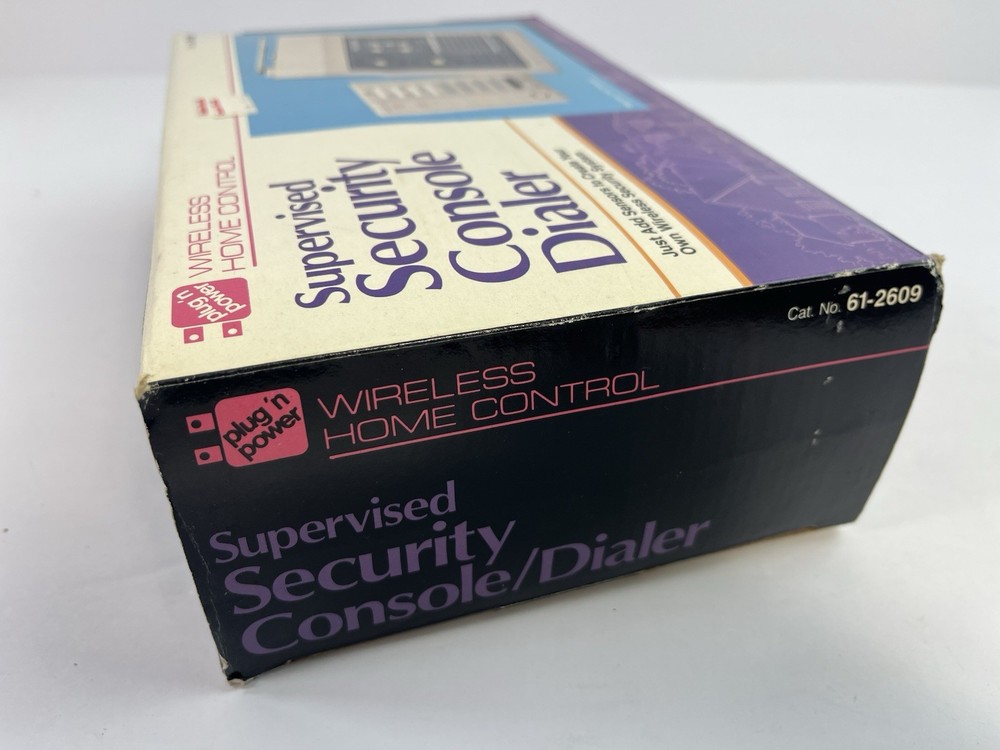 plug 'n
power
WIRELESS
HOME CONTROL
Supervised
Security
Console
Dialer
Just Add Sensors to Create Your
Own Wireless Security System
Cat. No. 61-2609
plug 'n
power
WIRELESS
HOME CONTROL
Supervised
Security
Console/Dialer